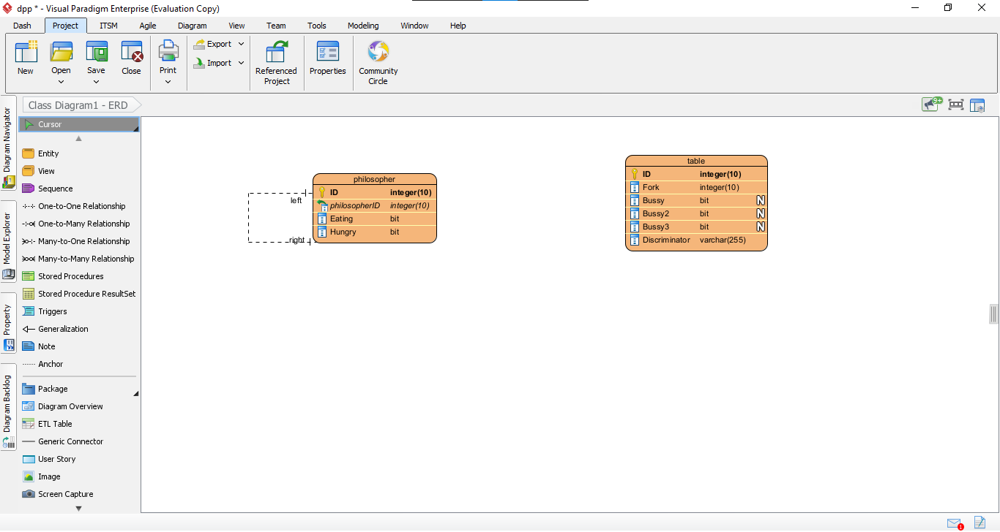 dpp * - Visual Paradigm Enterprise (Evaluation Copy)
Dash Project ITSM Agile Diagram View Team Tools Modeling Window Help
New Open Save Close Print Export Import Referenced Project Properties Community Circle
Class Diagram1 - ERD
9+
Diagram Navigator
Model Explorer
Property
Diagram Backlog
Cursor
Entity
View
Sequence
One-to-One Relationship
One-to-Many Relationship
Many-to-One Relationship
Many-to-Many Relationship
Stored Procedures
Stored Procedure ResultSet
Triggers
Generalization
Note
Anchor
Package
Diagram Overview
ETL Table
Generic Connector
User Story
Image
Screen Capture
left
right
philosopher
ID integer(10)
philosopherID integer(10)
Eating bit
Hungry bit
table
ID integer(10)
Fork integer(10)
Bussy bit N
Bussy2 bit N
Bussy3 bit N
Discriminator varchar(255)
1